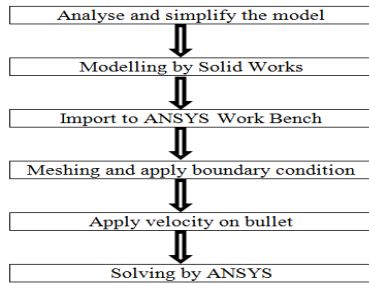 Analyse and simplify the model
Modelling by Solid Works
Import to ANSYS Work Bench
Meshing and apply boundary condition
Apply velocity on bullet
Solving by ANSYS